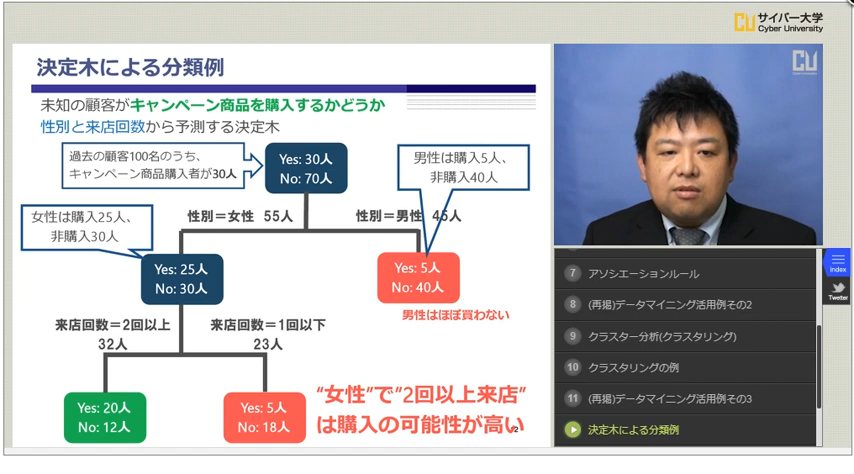 サイバー大学
Cyber University
決定木による分類例
未知の顧客がキャンペーン商品を購入するかどうか
性別と来店回数から予測する決定木
過去の顧客100名のうち、
キャンペーン商品購入者が30人
Yes: 30人
No: 70人
男性は購入5人、
非購入40人
女性は購入25人、
非購入30人
性別＝女性 55人
性別＝男性 45人
Yes: 25人
No: 30人
Yes: 5人
No: 40人
男性はほぼ買わない
来店回数＝2回以上
32人
来店回数＝1回以下
23人
Yes: 20人
No: 12人
Yes: 5人
No: 18人
"女性"で"2回以上来店"
は購入の可能性が高い
CU
Cyber University
7 アソシエーションルール
8 (再掲)データマイニング活用例その2
9 クラスター分析(クラスタリング)
10 クラスタリングの例
11 (再掲)データマイニング活用例その3
決定木による分類例
index
Tweter